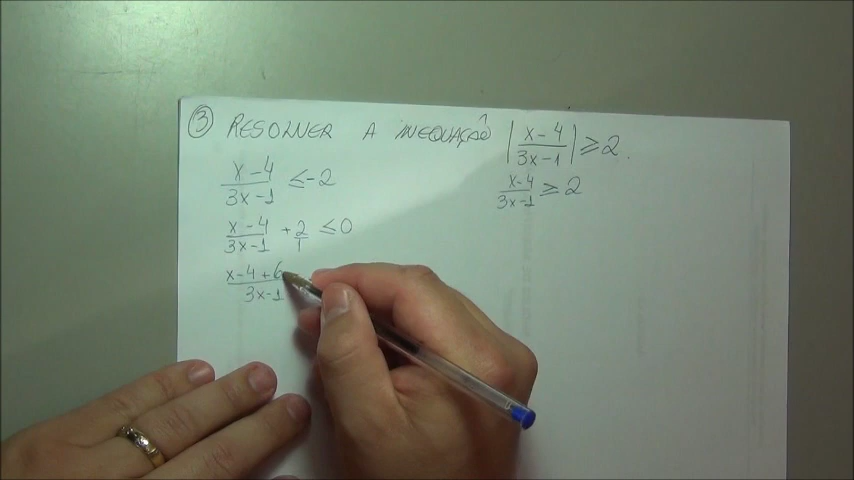 ③ RESOLVER A INEQUAÇÃO |x-4/3x-1| ≥ 2.
x-4/3x-1 ≤ -2
x-4/3x-1 + 2/1 ≤ 0
x-4+6/3x-1
x-4/3x-1 ≥ 2